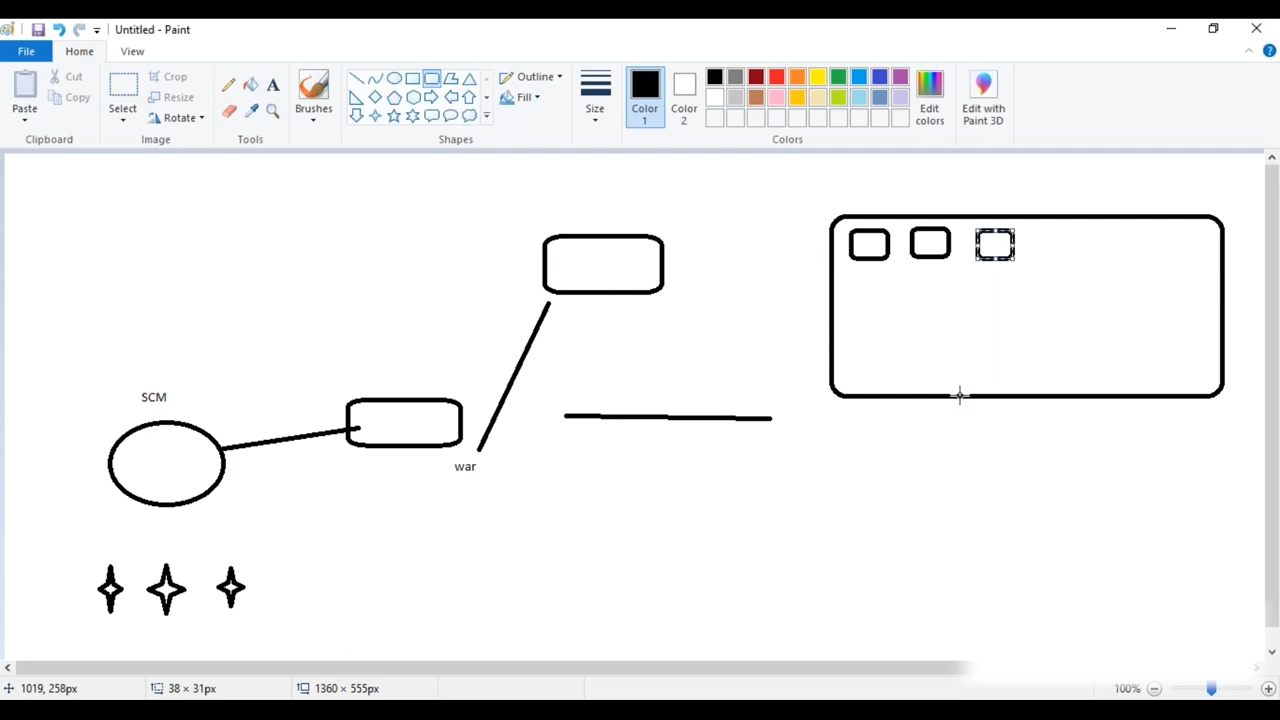 Untitled - Paint
File Home View
Paste
Cut
Copy
Clipboard
Select
Crop
Resize
Rotate
Image
A
Tools
Brushes
Outline
Fill
Shapes
Size
Color 1
Color 2
Edit colors
Edit with Paint 3D
Colors
SCM
war
1019, 258px
38 × 31px
1360 × 555px
100%